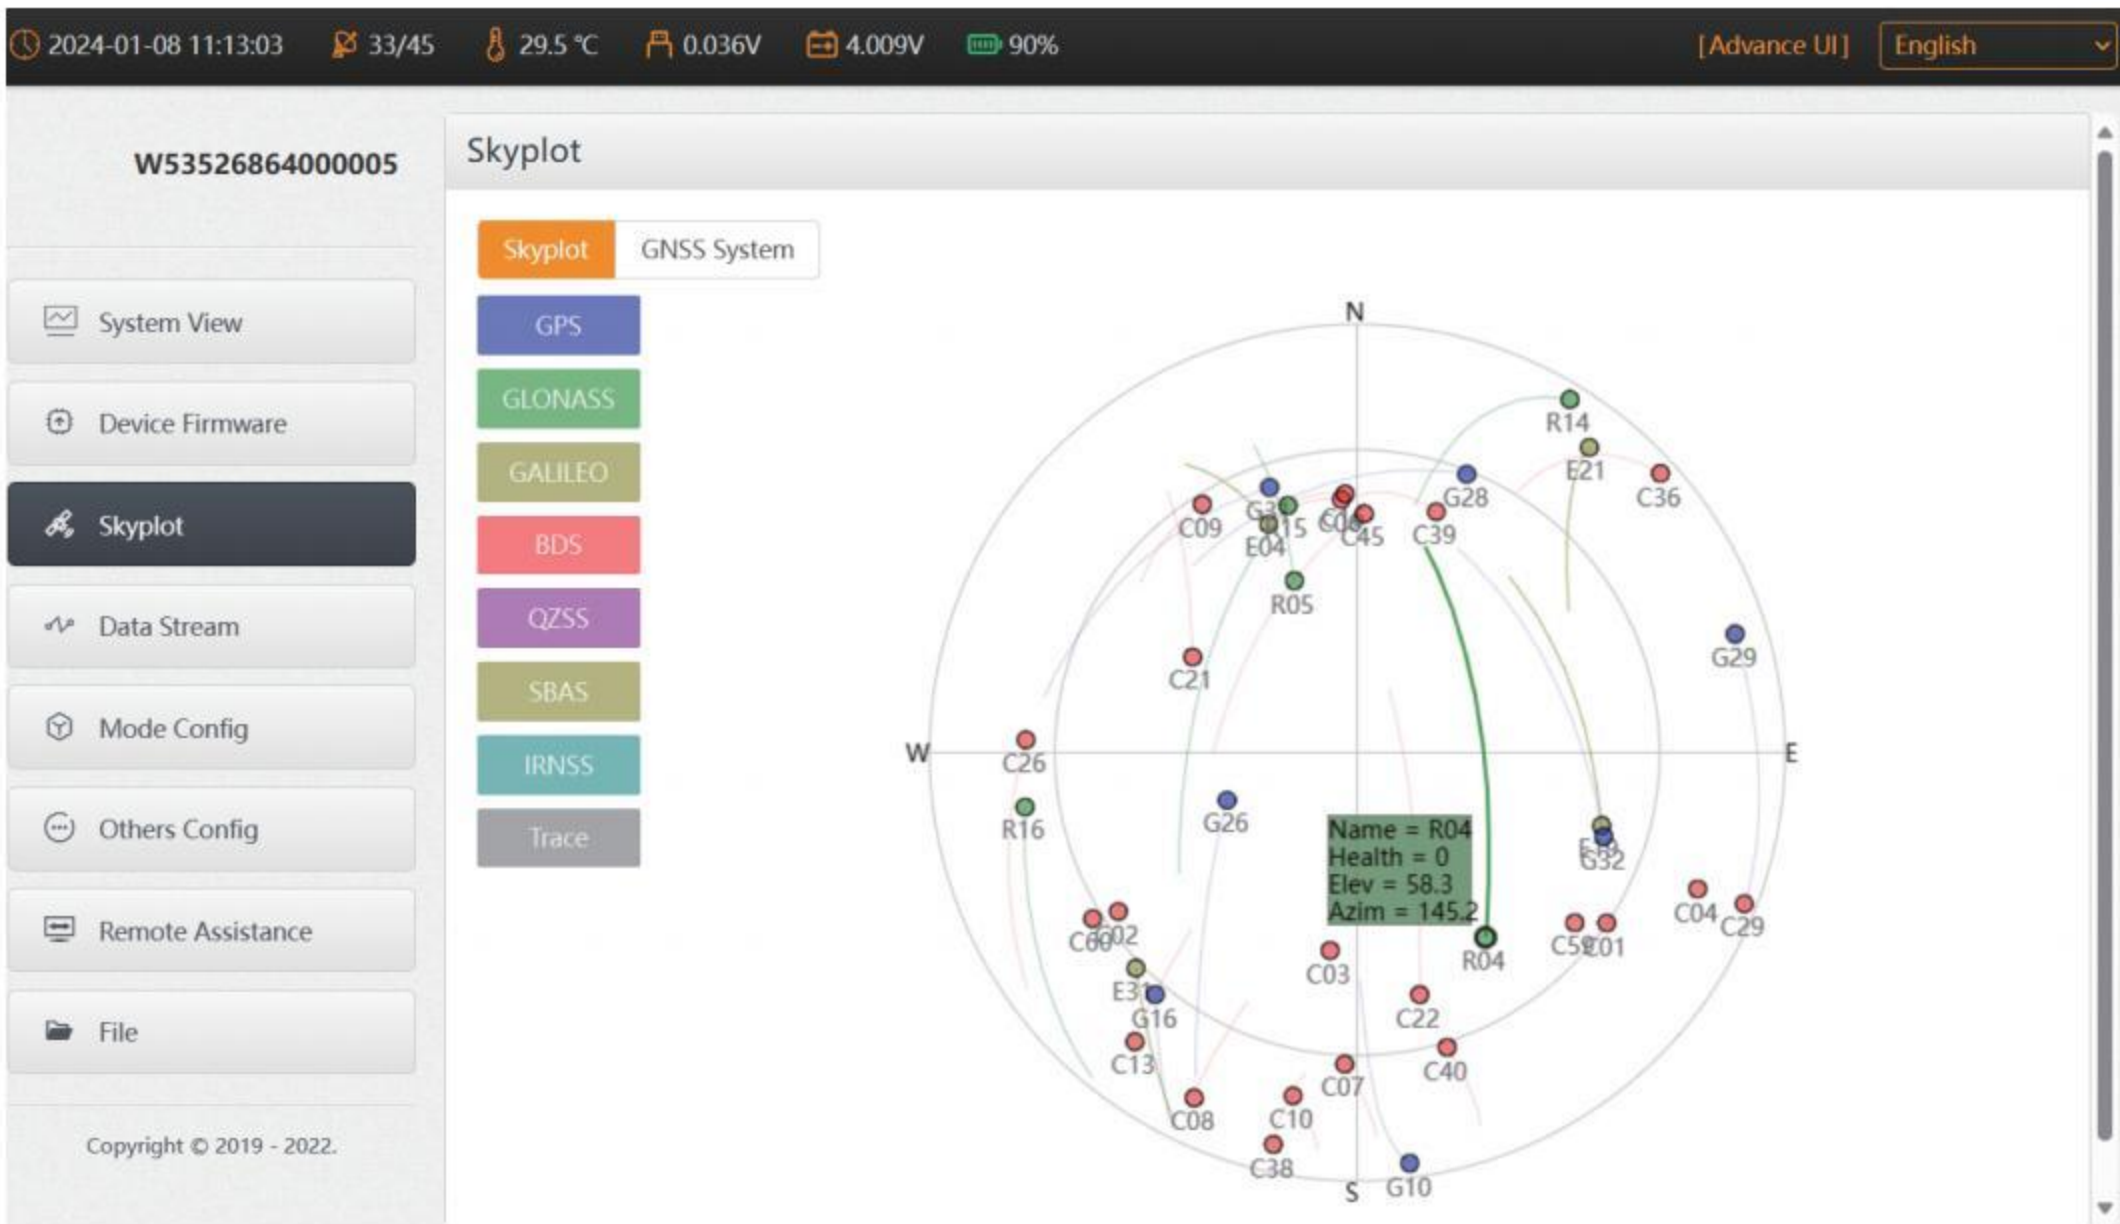 2024-01-08 11:13:03 33/45 29.5 ℃ 0.036V 4.009V 90% [Advance UI] English
W53526864000005
System View
Device Firmware
Skyplot
Data Stream
Mode Config
Others Config
Remote Assistance
File
Copyright © 2019 - 2022.
Skyplot
Skyplot GNSS System
GPS
GLONASS
GALILEO
BDS
QZSS
SBAS
IRNSS
Trace
N
R14
E21
C36
G28
C09
C45
C39
E04
R05
G29
C21
W
E
C26
R16
G26
Name = R04
Health = 0
Elev = 58.3
Azim = 145.2
G32
C04
C29
C60
C02
C59
C01
R04
C03
E31
G16
C22
C13
C07
C40
C08
C10
C38
S
G10